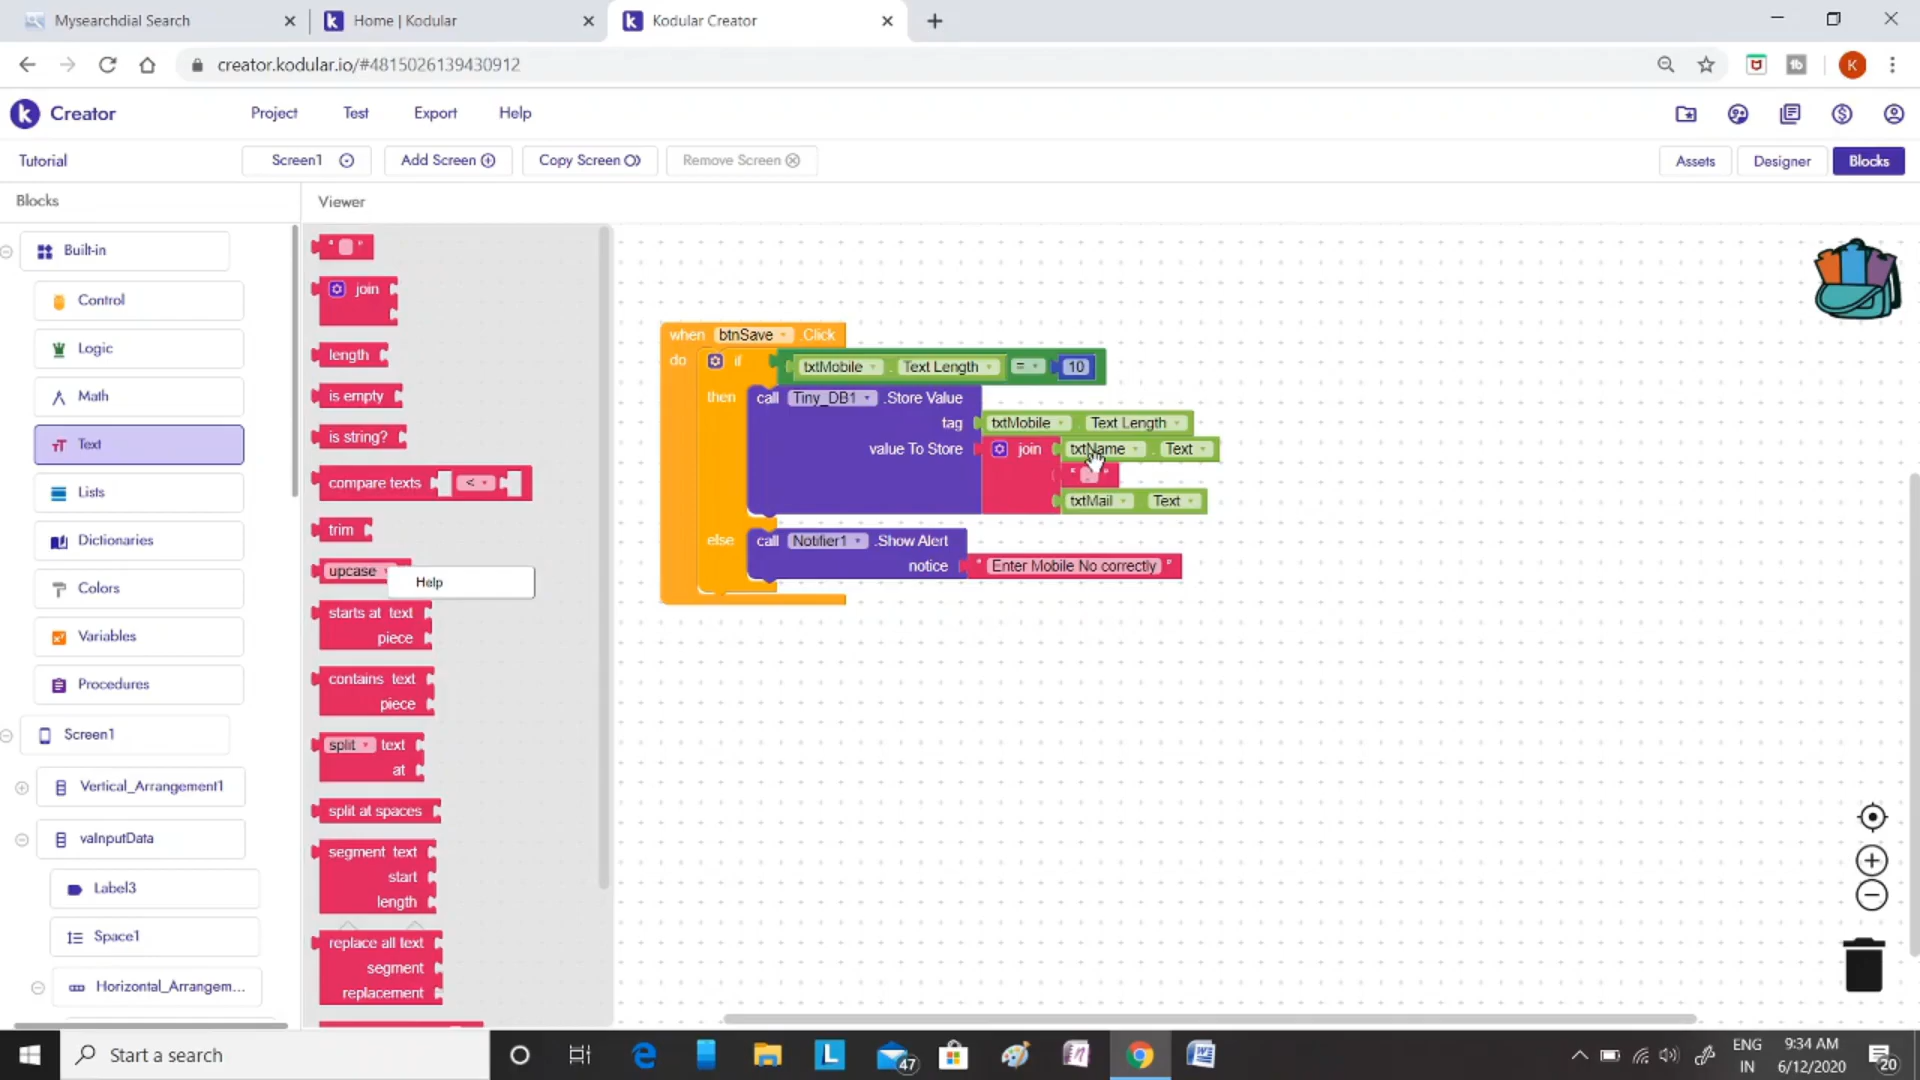 Mysearchdial Search
Home | Kodular
Kodular Creator
creator.kodular.io/#4815026139430912
K
Creator
Project
Test
Export
Help
Tutorial
Screen1
Add Screen
Copy Screen
Remove Screen
Assets
Designer
Blocks
Blocks
Viewer
Built-in
Control
Logic
Math
Text
Lists
Dictionaries
Colors
Variables
Procedures
Screen1
Vertical_Arrangement1
vaInputData
Label3
Space1
Horizontal_Arrangem...
" "
join
length
is empty
is string?
compare texts <
trim
upcase
Help
starts at text
piece
contains text
piece
split text
at
split at spaces
segment text
start
length
replace all text
segment
replacement
when btnSave .Click
do if txtMobile . Text Length = 10
then call Tiny_DB1 .Store Value
tag txtMobile . Text Length
value To Store join txtName . Text
" "
txtMail . Text
else call Notifier1 .Show Alert
notice " Enter Mobile No correctly "
Start a search
47
ENG
IN
9:34 AM
6/12/2020
20